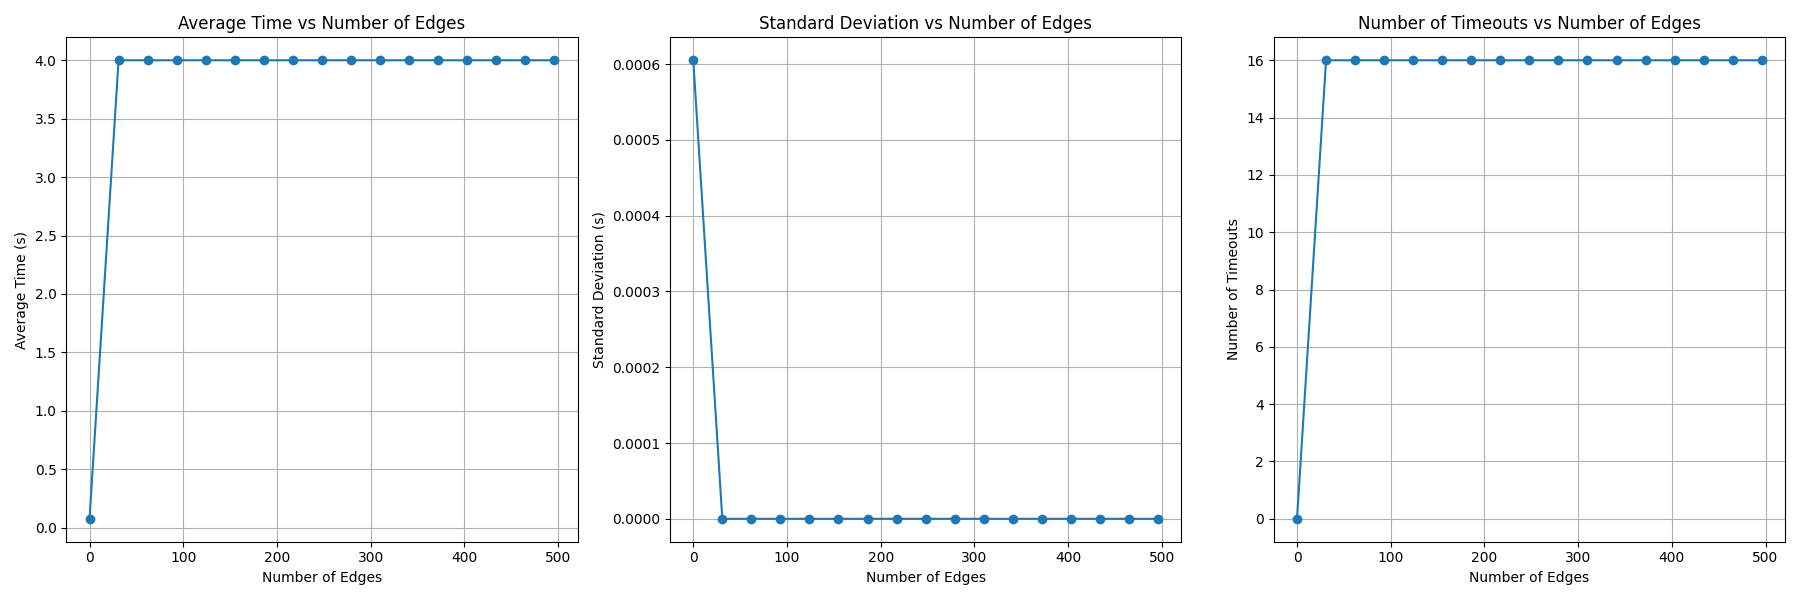 Average Time vs Number of Edges
4.0
3.5
3.0
2.5
2.0
1.5
1.0
0.5
0.0
Average Time (s)
0 100 200 300 400 500
Number of Edges
Standard Deviation vs Number of Edges
0.0006
0.0005
0.0004
0.0003
0.0002
0.0001
0.0000
Standard Deviation (s)
0 100 200 300 400 500
Number of Edges
Number of Timeouts vs Number of Edges
16
14
12
10
8
6
4
2
0
Number of Timeouts
0 100 200 300 400 500
Number of Edges